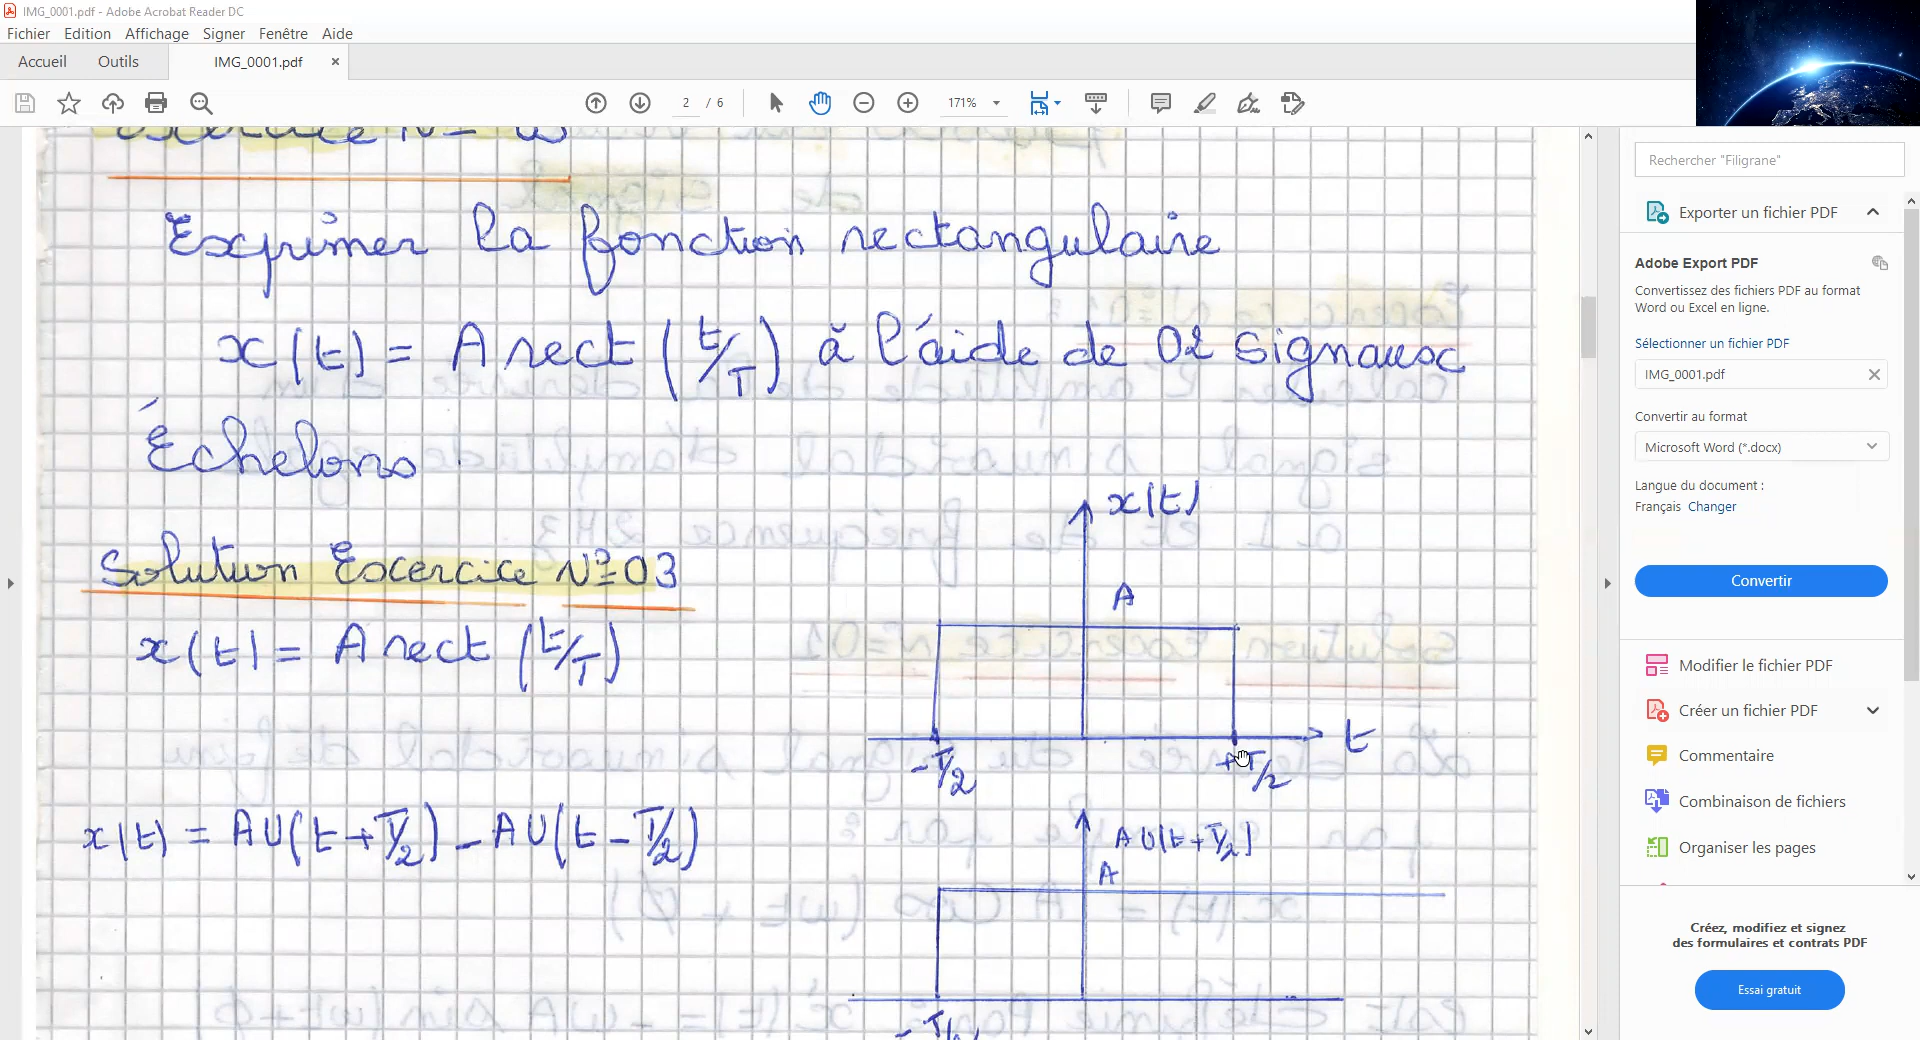 IMG_0001.pdf - Adobe Acrobat Reader DC
Fichier Edition Affichage Signer Fenêtre Aide
Accueil Outils IMG_0001.pdf ×
2 / 6 171%
Exprimer la fonction rectangulaire
x(t) = A rect (t/T) à l'aide de 02 signaux
Échelons.
Solution Exercice N°=03
x(t) = A rect (t/T)
x(t) = AU(t+T/2) - AU(t-T/2)
x(t)
A
t
-T/2 +T/2
AU(t+T/2)
A
-T/2
Rechercher "Filigrane"
Exporter un fichier PDF
Adobe Export PDF
Convertissez des fichiers PDF au format
Word ou Excel en ligne.
Sélectionner un fichier PDF
IMG_0001.pdf
Convertir au format
Microsoft Word (*.docx)
Langue du document :
Français Changer
Convertir
Modifier le fichier PDF
Créer un fichier PDF
Commentaire
Combinaison de fichiers
Organiser les pages
Créez, modifiez et signez
des formulaires et contrats PDF
Essai gratuit